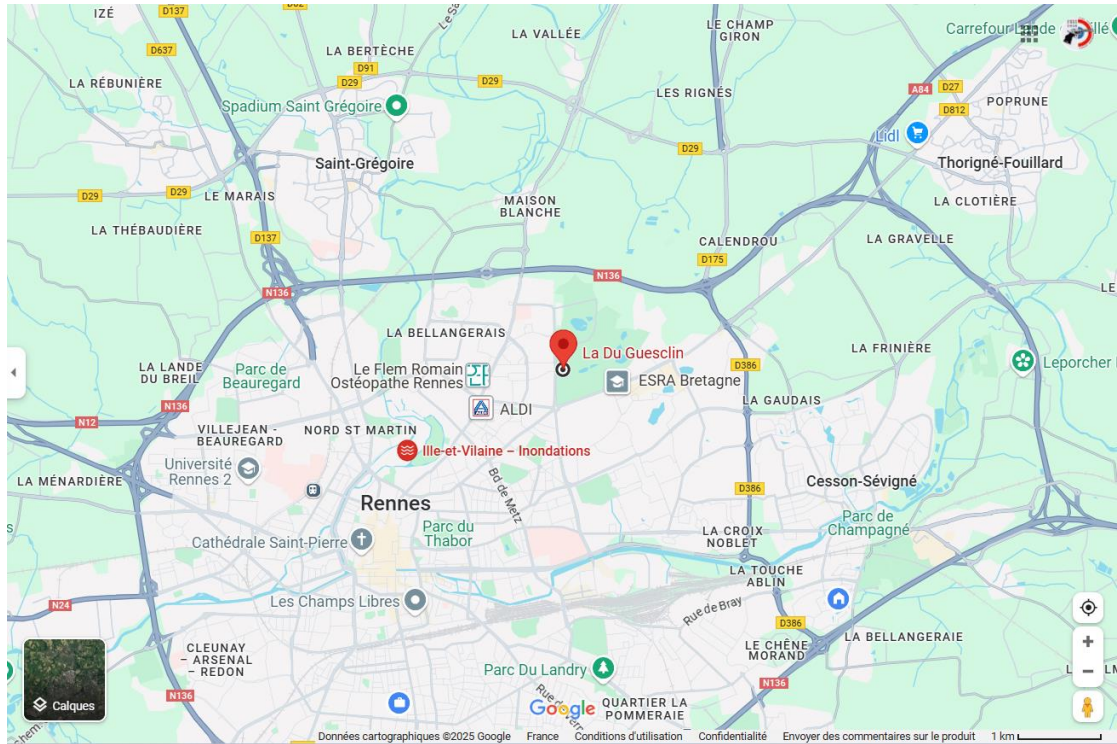 IZÉ
D137
LA VALLÉE
LE CHAMP
GIRON
Carrefour
D637
LA BERTÈCHE
D91
D29
D29
LA RÉBUNIÈRE
LES RIGNÉS
A84
D27
POPRUNE
D812
Spadium Saint Grégoire
Lidl
Saint-Grégoire
D29
Thorigné-Fouillard
D29
D29
LE MARAIS
MAISON
BLANCHE
LA CLOTIÈRE
LA THÉBAUDIÈRE
D137
CALENDROU
LA GRAVELLE
D175
N136
N136
LE
LA BELLANGERAIS
La Du Guesclin
LA FRINIÈRE
LA LANDE
DU BREIL
Parc de
Beauregard
Le Flem Romain
Ostéopathe Rennes
ESRA Bretagne
D386
Leporcher
N136
ALDI
LA GAUDAIS
N12
VILLEJEAN -
BEAUREGARD
NORD ST MARTIN
Ille-et-Vilaine – Inondations
Université
Rennes 2
LA MÉNARDIÈRE
Bd de Metz
D386
Cesson-Sévigné
Rennes
Parc du
Thabor
Parc de
Champagné
Cathédrale Saint-Pierre
LA CROIX
NOBLET
LA TOUCHE
ABLIN
Les Champs Libres
N24
Rue de Bray
D386
CLEUNAY
– ARSENAL
– REDON
LE CHÊNE
MORAND
LA BELLANGERAIE
Parc Du Landry
N136
N136
Calques
Google
QUARTIER LA
POMMERAIE
Données cartographiques ©2025 Google France Conditions d'utilisation Confidentialité Envoyer des commentaires sur le produit 1 km